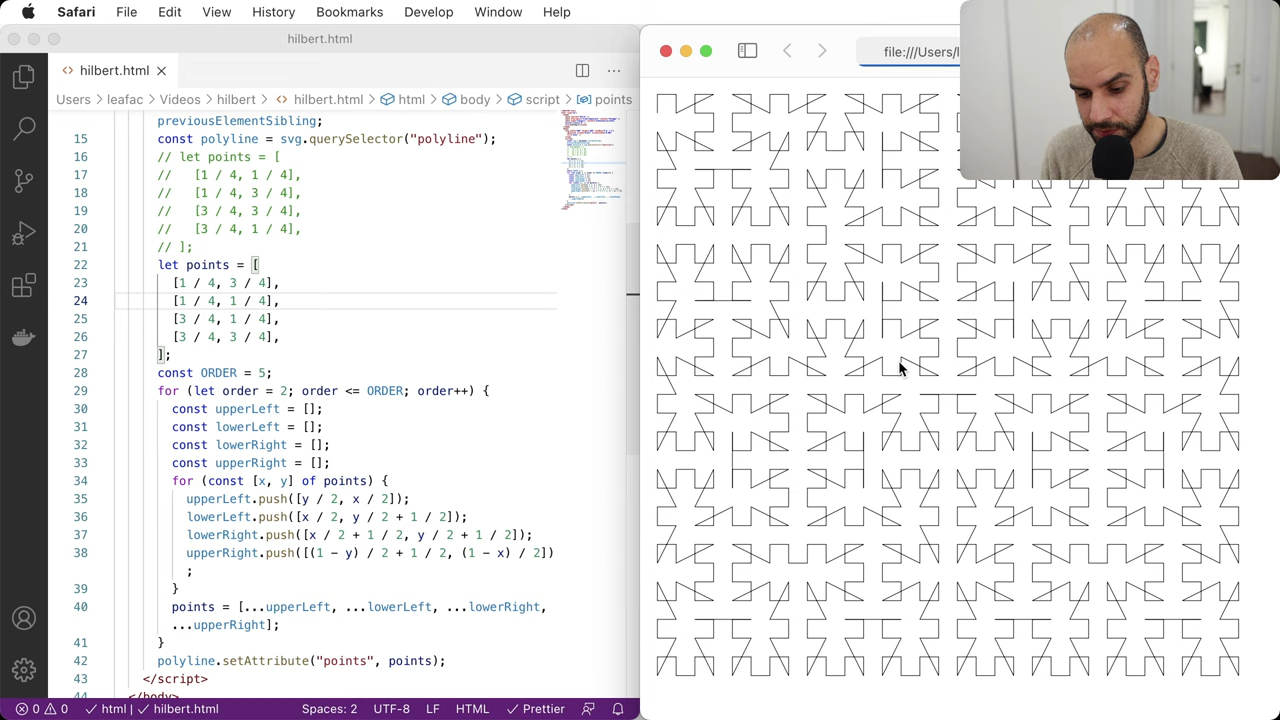 Safari File Edit View History Bookmarks Develop Window Help
hilbert.html
hilbert.html
Users leafac Videos hilbert hilbert.html html body script points
file:///Users/l
previousElementSibling;
15 const polyline = svg.querySelector("polyline");
16 // let points = [
17 //   [1 / 4, 1 / 4],
18 //   [1 / 4, 3 / 4],
19 //   [3 / 4, 3 / 4],
20 //   [3 / 4, 1 / 4],
21 // ];
22 let points = [
23 [1 / 4, 3 / 4],
24 [1 / 4, 1 / 4],
25 [3 / 4, 1 / 4],
26 [3 / 4, 3 / 4],
27 ];
28 const ORDER = 5;
29 for (let order = 2; order <= ORDER; order++) {
30 const upperLeft = [];
31 const lowerLeft = [];
32 const lowerRight = [];
33 const upperRight = [];
34 for (const [x, y] of points) {
35 upperLeft.push([y / 2, x / 2]);
36 lowerLeft.push([x / 2, y / 2 + 1 / 2]);
37 lowerRight.push([x / 2 + 1 / 2, y / 2 + 1 / 2]);
38 upperRight.push([(1 - y) / 2 + 1 / 2, (1 - x) / 2])
;
39 }
40 points = [...upperLeft, ...lowerLeft, ...lowerRight,
...upperRight];
41 }
42 polyline.setAttribute("points", points);
43 </script>
44 </body>
0 0 html | hilbert.html Spaces: 2 UTF-8 LF HTML Prettier